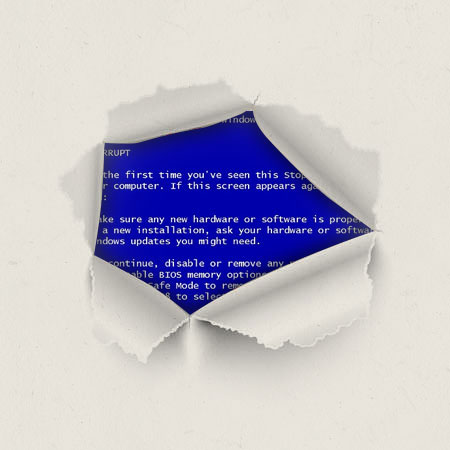 Window
RRUPT
the first time you've seen this Stop
r computer. If this screen appears aga
:
ake sure any new hardware or software is prope
a new installation, ask your hardware or softwa
ndows updates you might need.
continue, disable or remove any
able BIOS memory option
afe Mode to remo
8 to selec